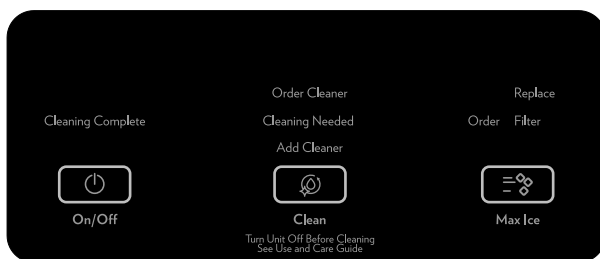 Order Cleaner
Replace
Cleaning Complete
Cleaning Needed
Order Filter
Add Cleaner
On/Off
Clean
Max Ice
Turn Unit Off Before Cleaning
See Use and Care Guide